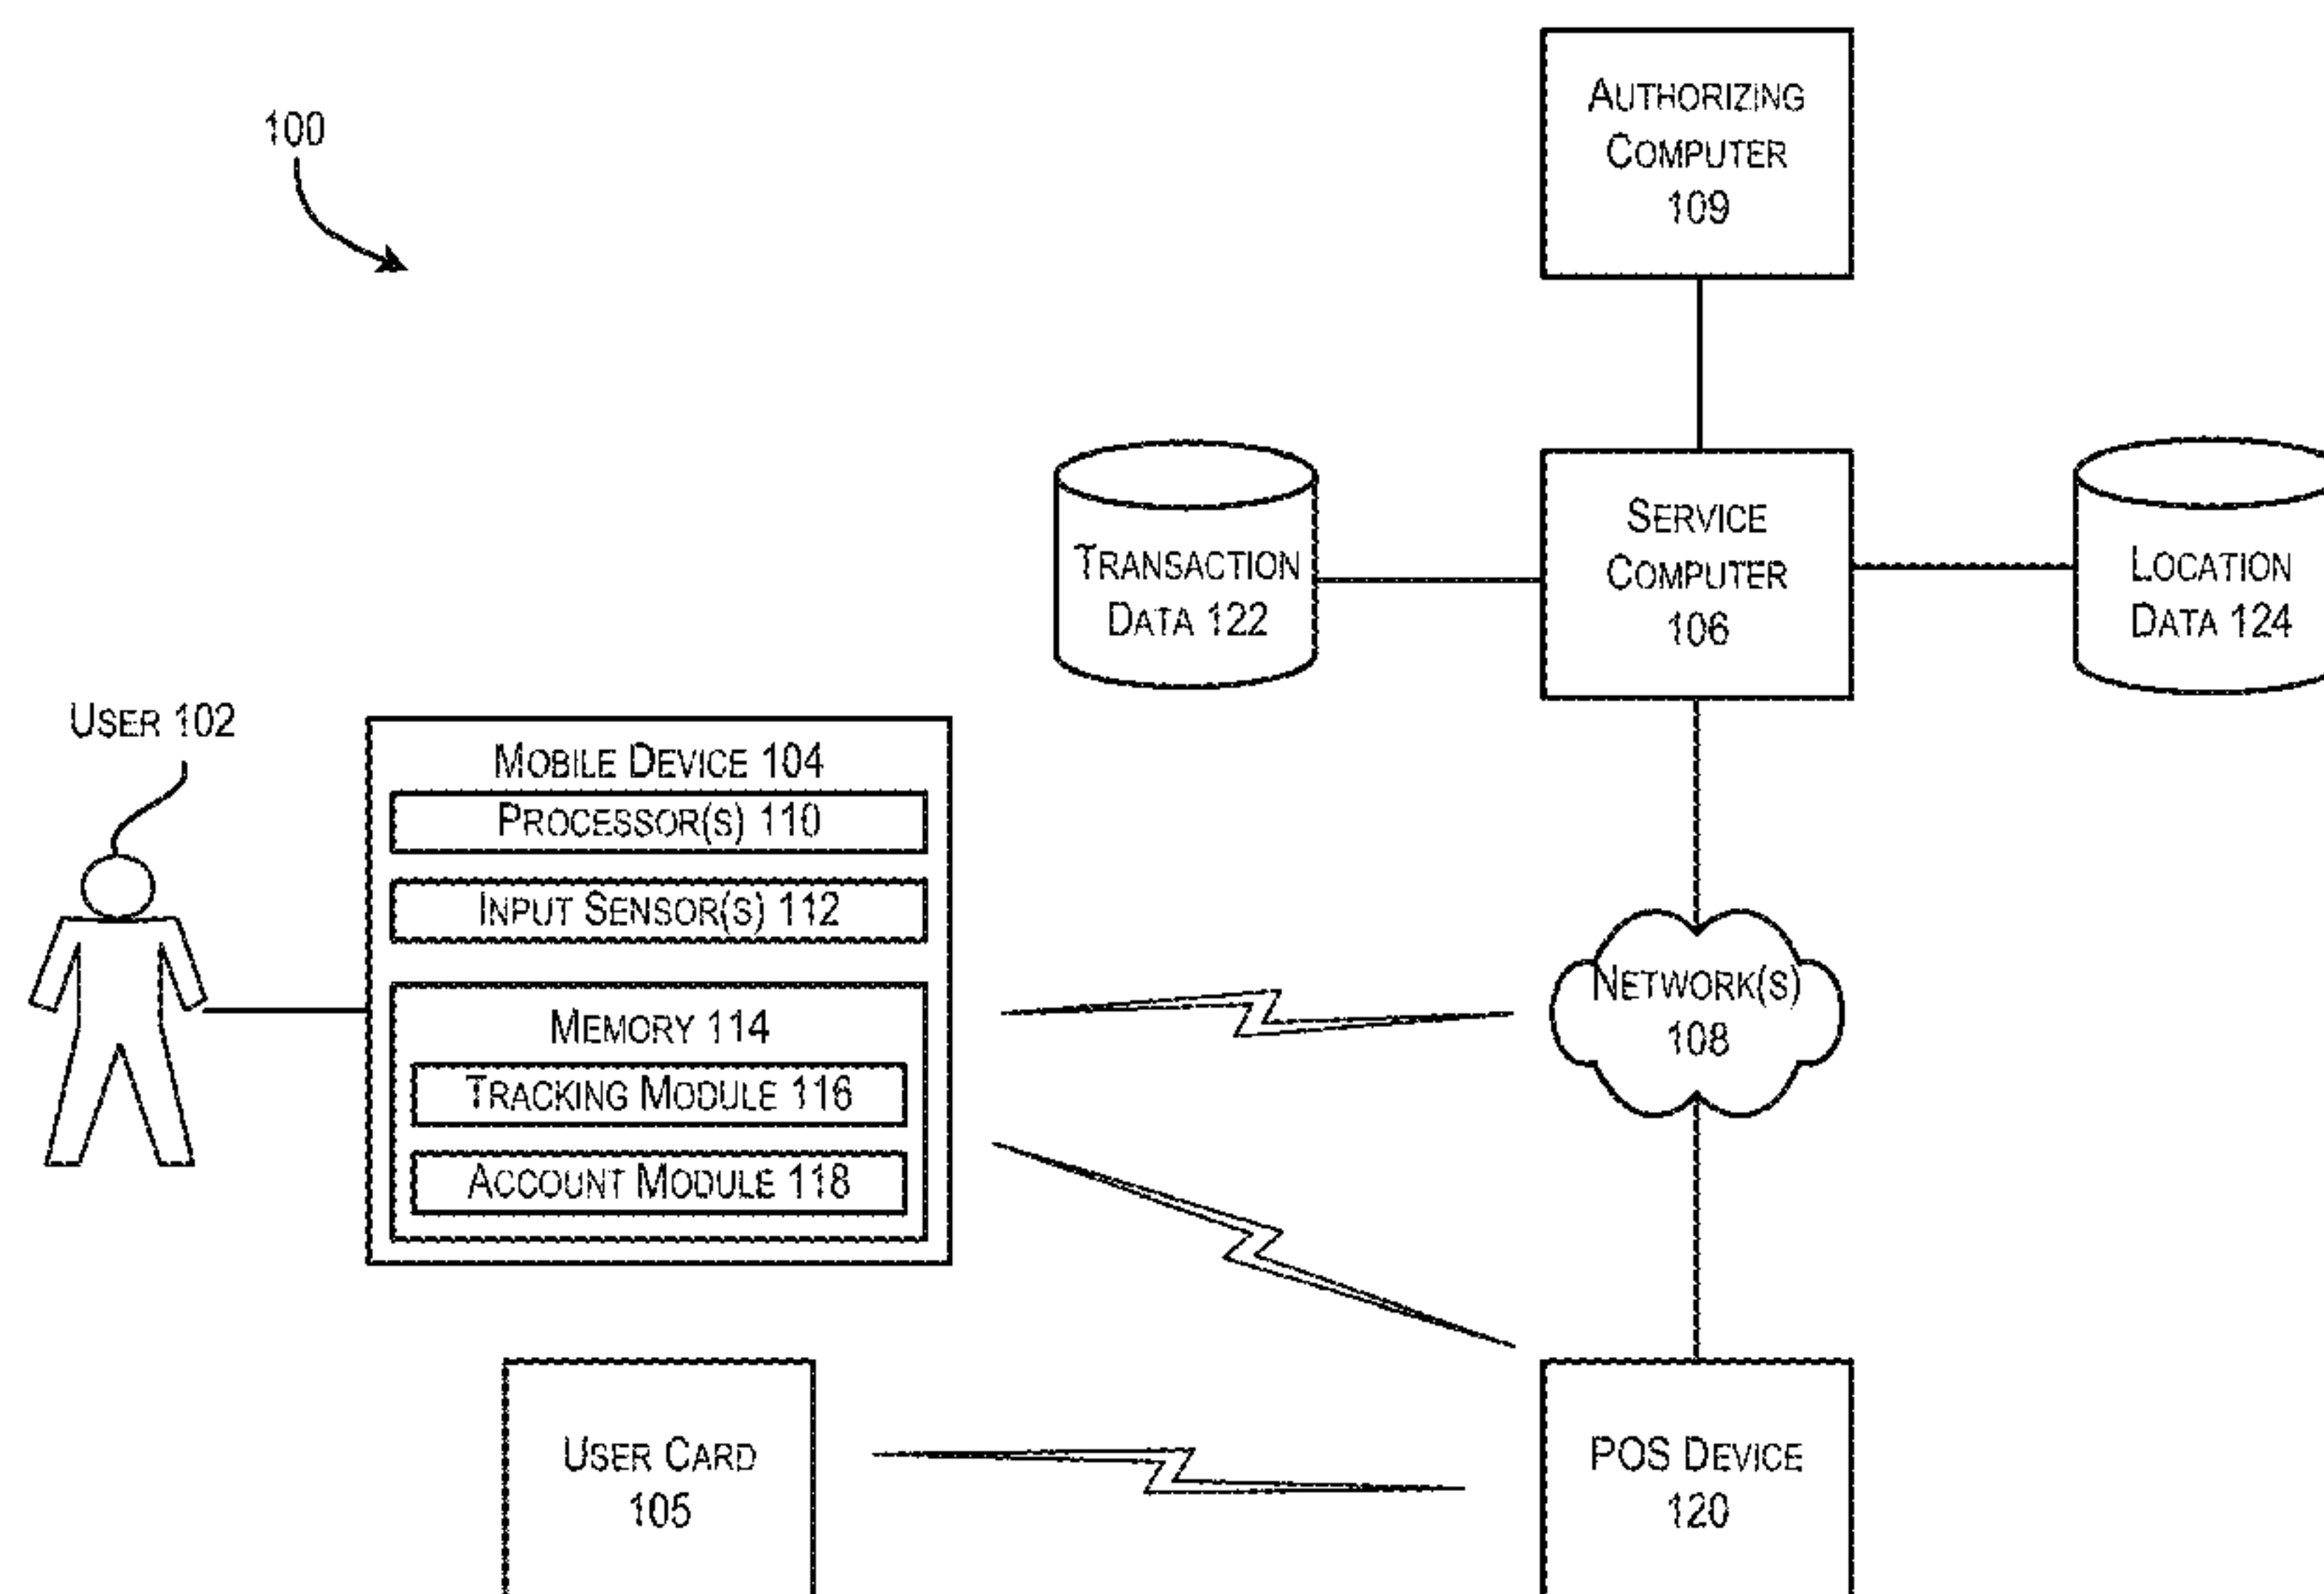 100
AUTHORIZING
COMPUTER
109
TRANSACTION
DATA 122
SERVICE
COMPUTER
106
LOCATION
DATA 124
USER 102
MOBILE DEVICE 104
PROCESSOR(S) 110
INPUT SENSOR(S) 112
MEMORY 114
TRACKING MODULE 116
ACCOUNT MODULE 118
NETWORK(S)
108
USER CARD
105
POS DEVICE
120